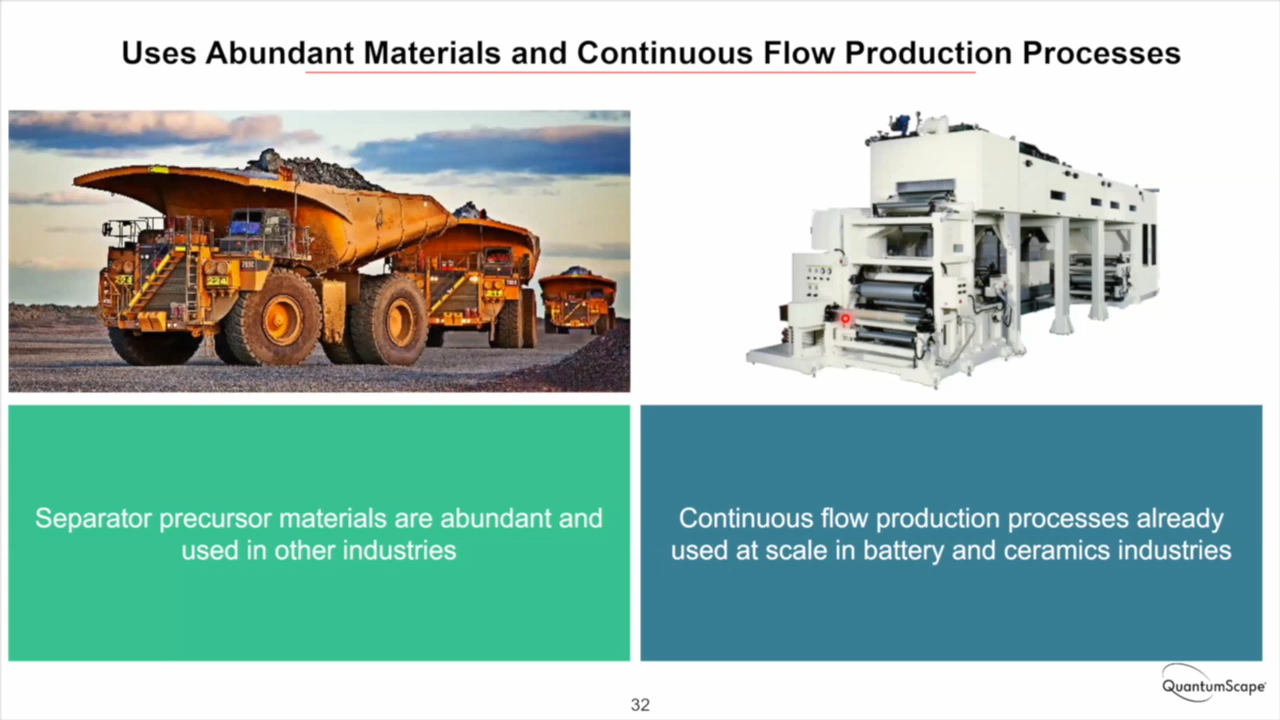 Uses Abundant Materials and Continuous Flow Production Processes
Separator precursor materials are abundant and
used in other industries
Continuous flow production processes already
used at scale in battery and ceramics industries
QuantumScape
32